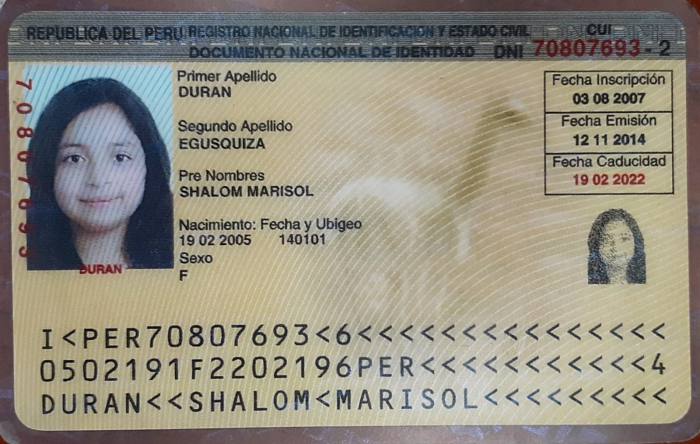 REPUBLICA DEL PERU REGISTRO NACIONAL DE IDENTIFICACION Y ESTADO CIVIL
DOCUMENTO NACIONAL DE IDENTIDAD DNI
CUI
70807693 - 2
70807693
Primer Apellido
DURAN
Segundo Apellido
EGUSQUIZA
Pre Nombres
SHALOM MARISOL
Nacimiento: Fecha y Ubigeo
19 02 2005 140101
Sexo
F
DURAN
Fecha Inscripción
03 08 2007
Fecha Emisión
12 11 2014
Fecha Caducidad
19 02 2022
I<PER70807693<6<<<<<<<<<<<<<<<
0502191F2202196PER<<<<<<<<<<<4
DURAN<<SHALOM<MARISOL<<<<<<<<<